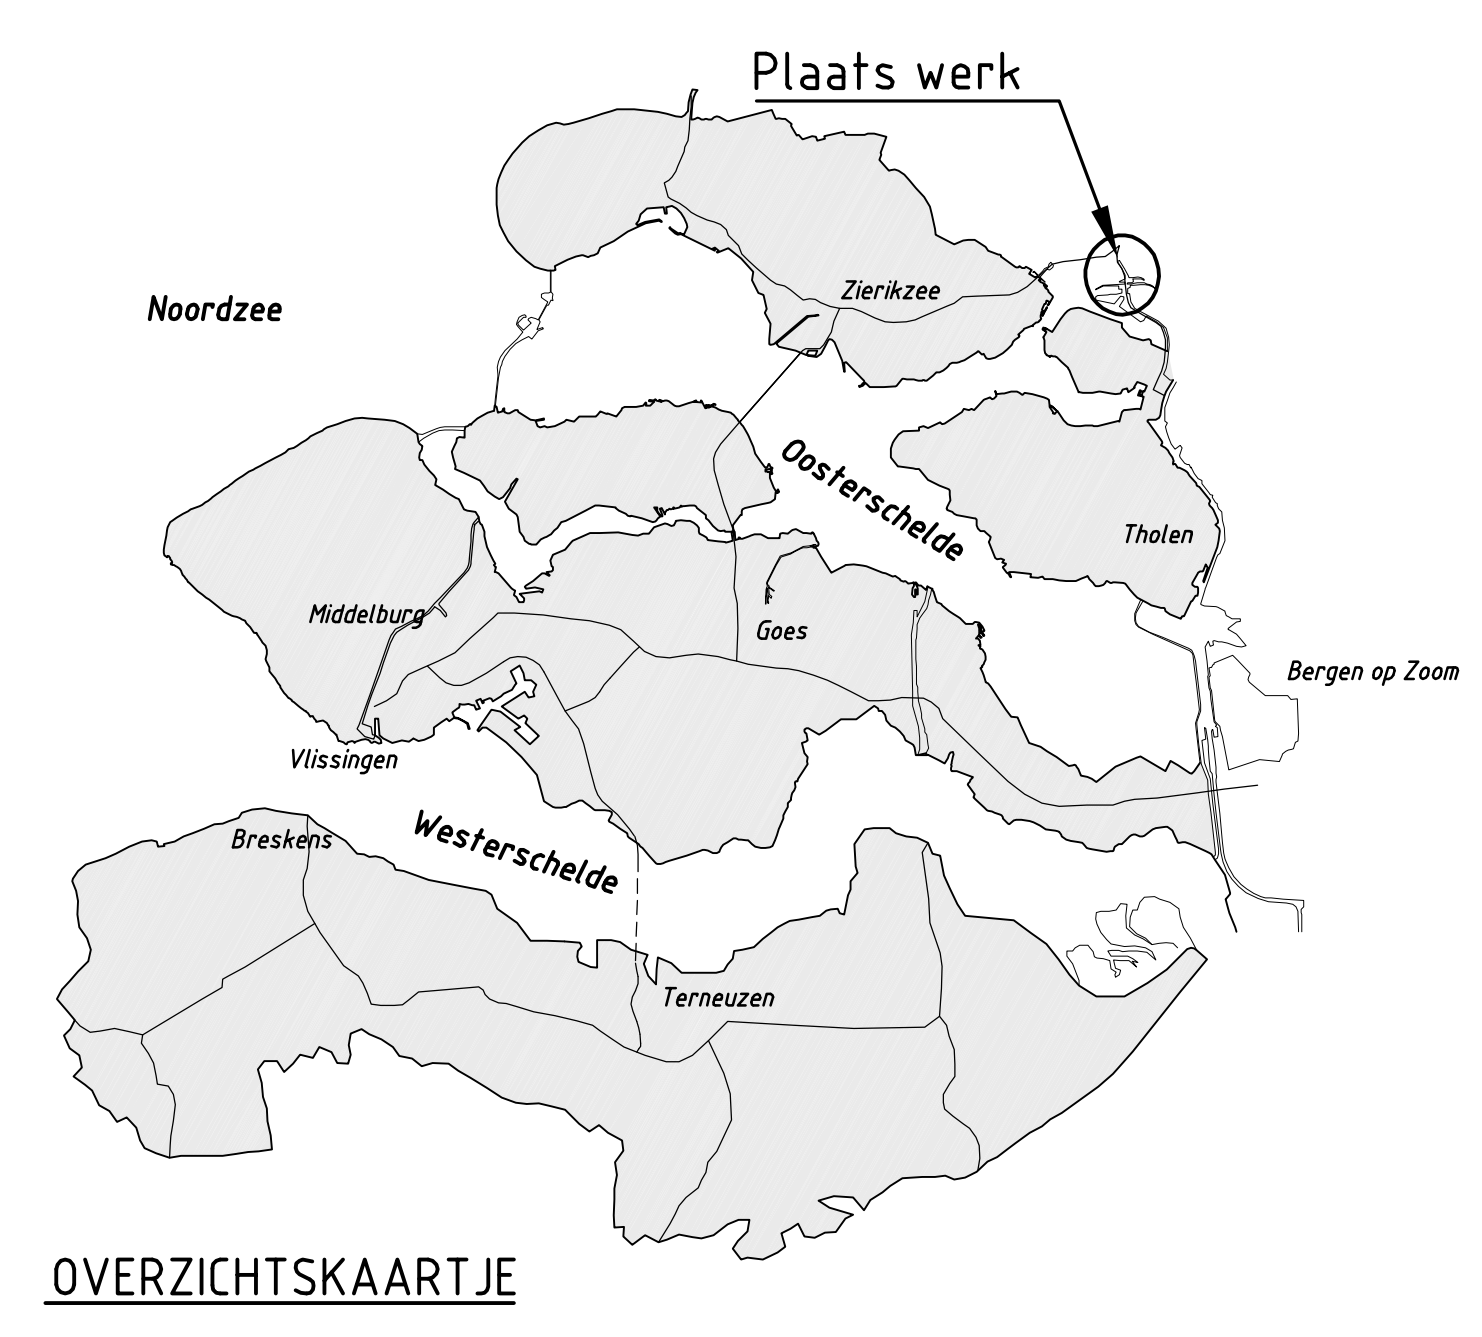 Plaats werk
Noordzee
Zierikzee
Oosterschelde
Tholen
Middelburg
Goes
Bergen op Zoom
Vlissingen
Westerschelde
Breskens
Terneuzen
OVERZICHTSKAARTJE